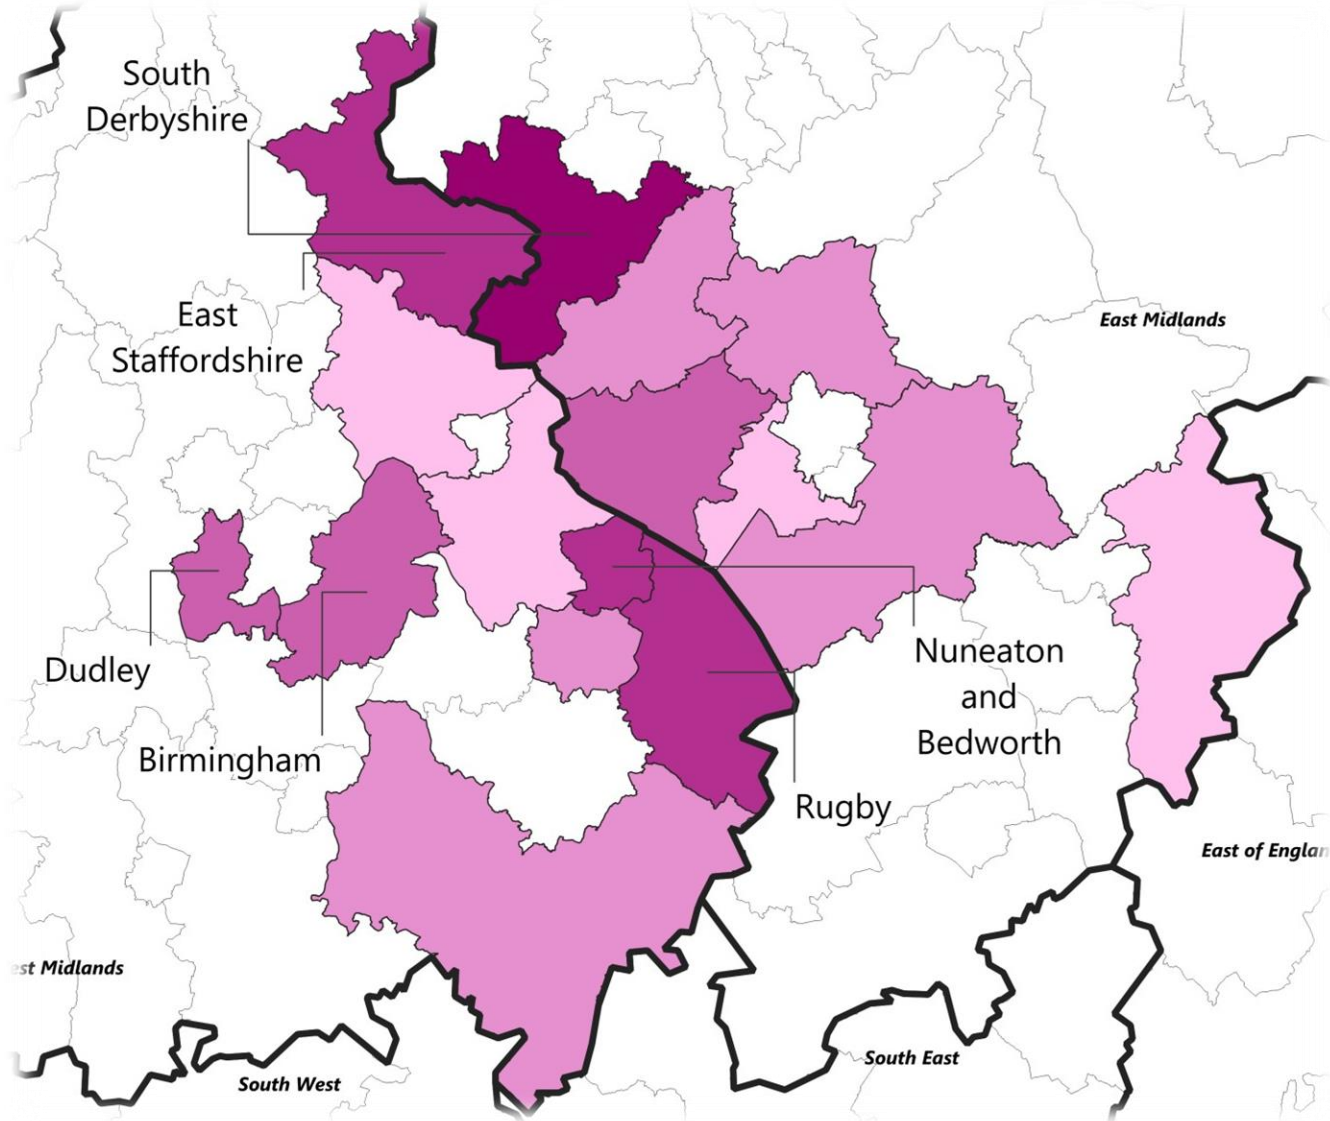 South
Derbyshire
East
Staffordshire
East Midlands
Dudley
Birmingham
Nuneaton
and
Bedworth
Rugby
East of Englan
est Midlands
South West
South East